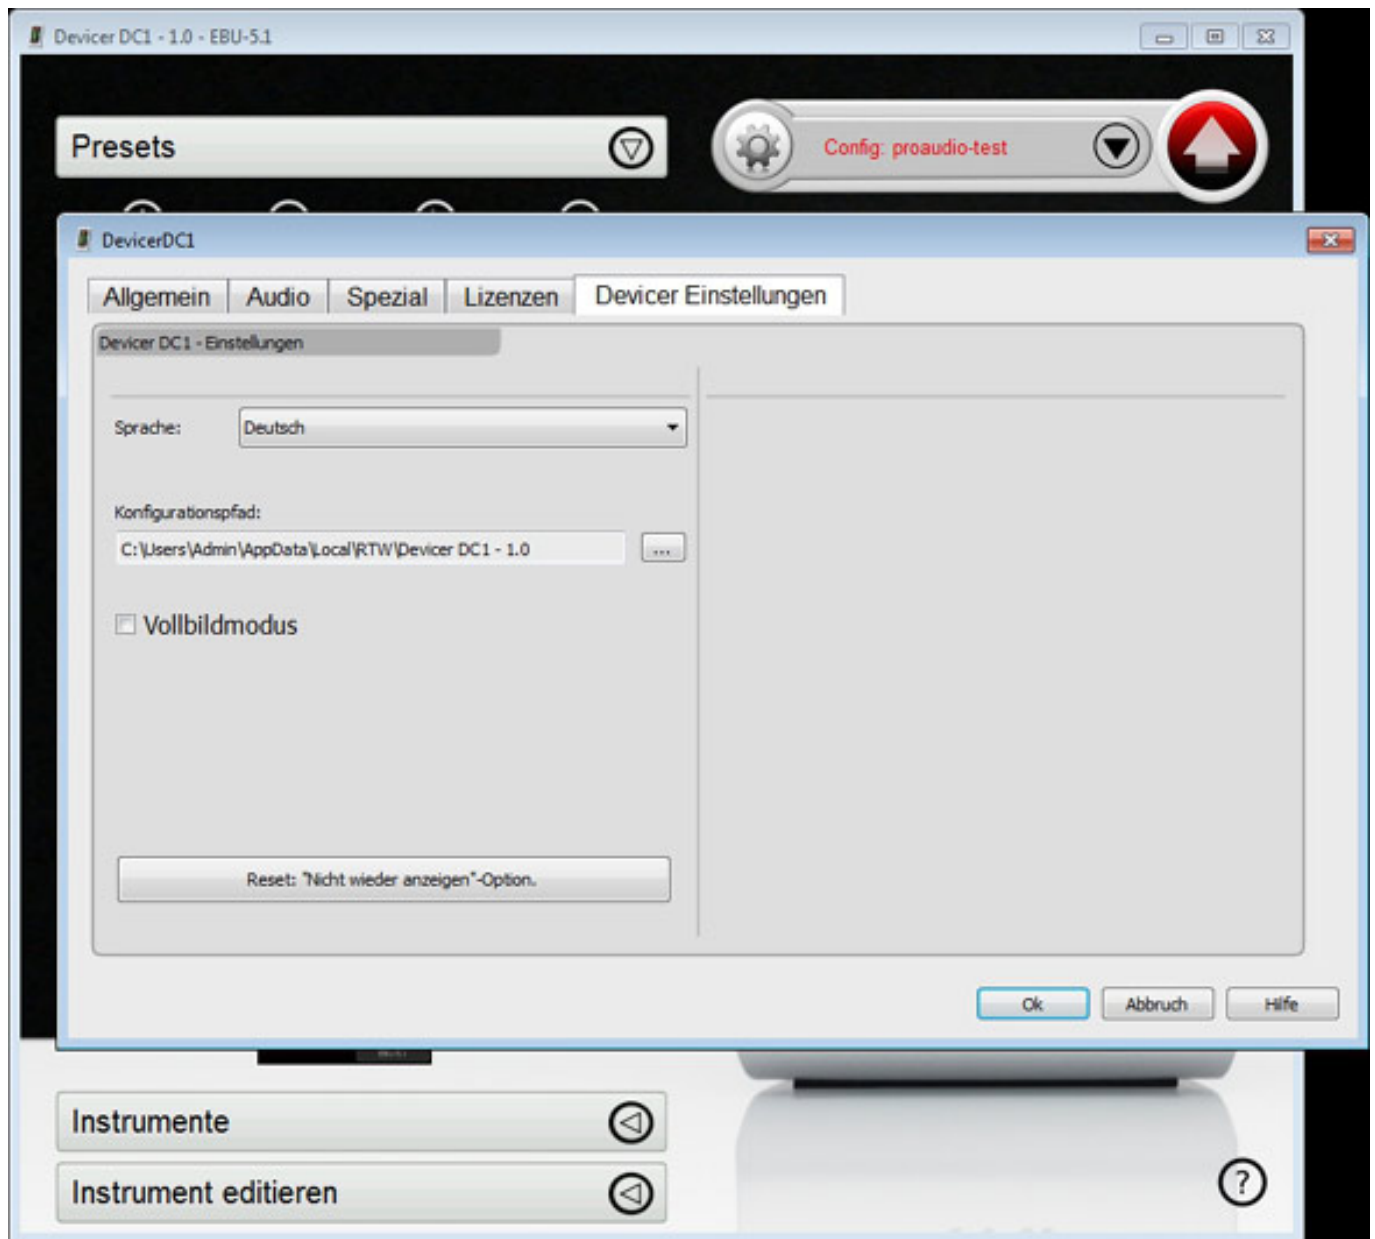 Devicer DC1 - 1.0 - EBU-5.1
Presets
Config: proaudio-test
DevicerDC1
Allgemein
Audio
Spezial
Lizenzen
Devicer Einstellungen
Devicer DC1 - Einstellungen
Sprache:
Deutsch
Konfigurationspfad:
C:\Users\Admin\AppData\Local\RTW\Devicer DC1 - 1.0
...
Vollbildmodus
Reset: "Nicht wieder anzeigen"-Option.
Ok
Abbruch
Hilfe
Instrumente
Instrument editieren
?